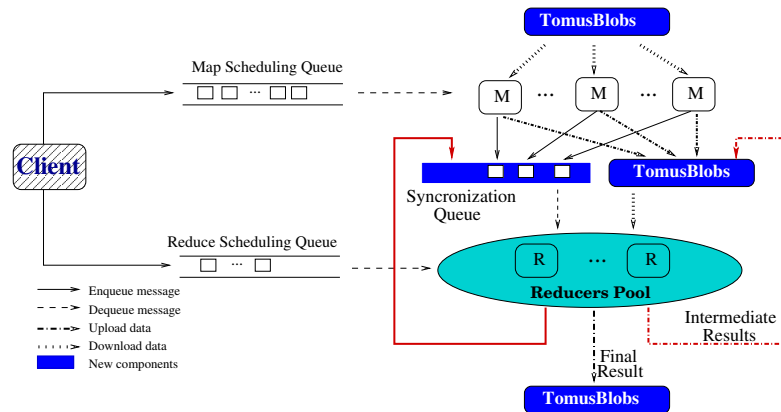 TomusBlobs
Map Scheduling Queue
...
M
...
M
...
M
Client
TomusBlobs
Syncronization
Queue
Reduce Scheduling Queue
...
R
...
R
Reducers Pool
Enqueue message
Dequeue message
Upload data
Download data
New components
Intermediate
Results
Final
Result
TomusBlobs